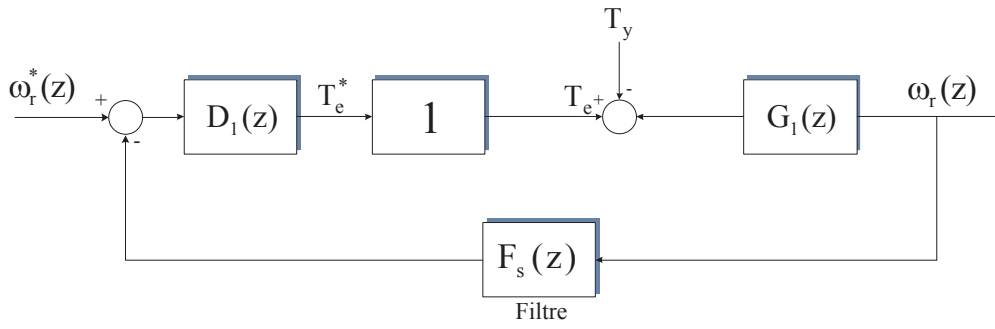 T_y
ω_r^*(z)
+
-
D_1(z)
T_e^*
1
T_e
+
-
-
G_1(z)
ω_r(z)
F_s(z)
Filtre